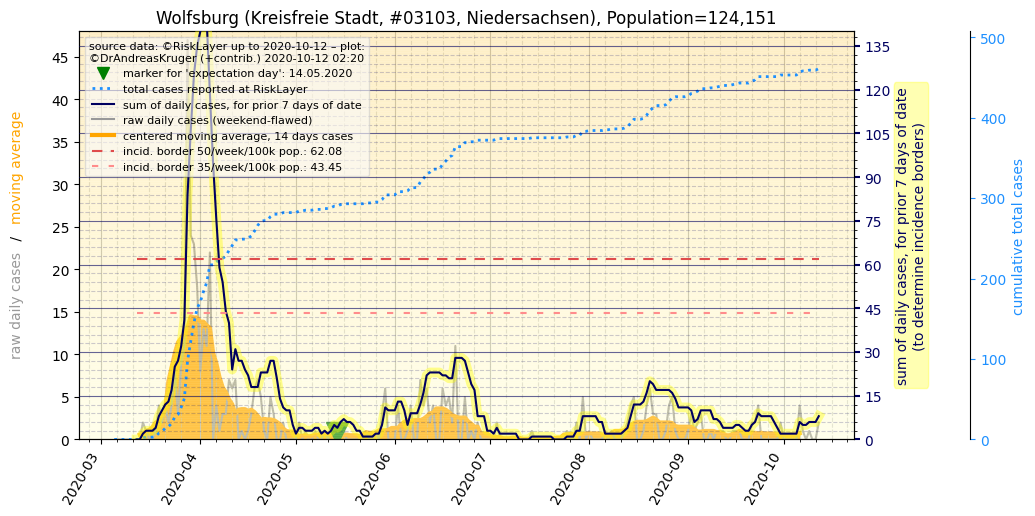 Wolfsburg (Kreisfreie Stadt, #03103, Niedersachsen), Population=124,151
source data: ©RiskLayer up to 2020-10-12 – plot:
©DrAndreasKruger (+contrib.) 2020-10-12 02:20
marker for 'expectation day': 14.05.2020
total cases reported at RiskLayer
sum of daily cases, for prior 7 days of date
raw daily cases (weekend-flawed)
centered moving average, 14 days cases
incid. border 50/week/100k pop.: 62.08
incid. border 35/week/100k pop.: 43.45
raw daily cases / moving average
45
40
35
30
25
20
15
10
5
0
2020-03
2020-04
2020-05
2020-06
2020-07
2020-08
2020-09
2020-10
135
120
105
90
75
60
45
30
15
0
sum of daily cases, for prior 7 days of date
(to determine incidence borders)
500
400
300
200
100
0
cumulative total cases